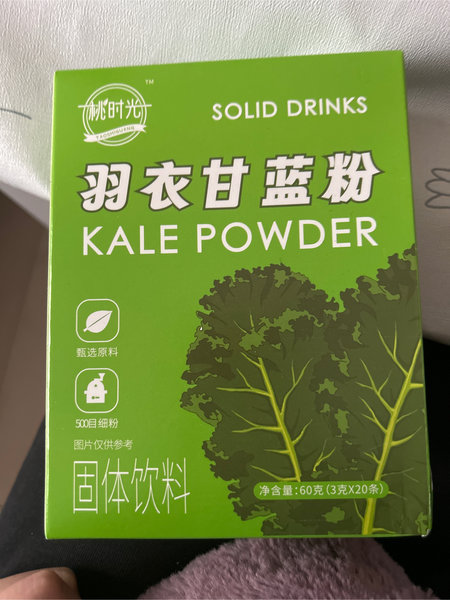 桃时光
TM
TAOSHIGUANG
SOLID DRINKS
羽衣甘蓝粉
KALE POWDER
甄选原料
500目细粉
图片仅供参考
固体饮料
净含量:60克(3克X20条)